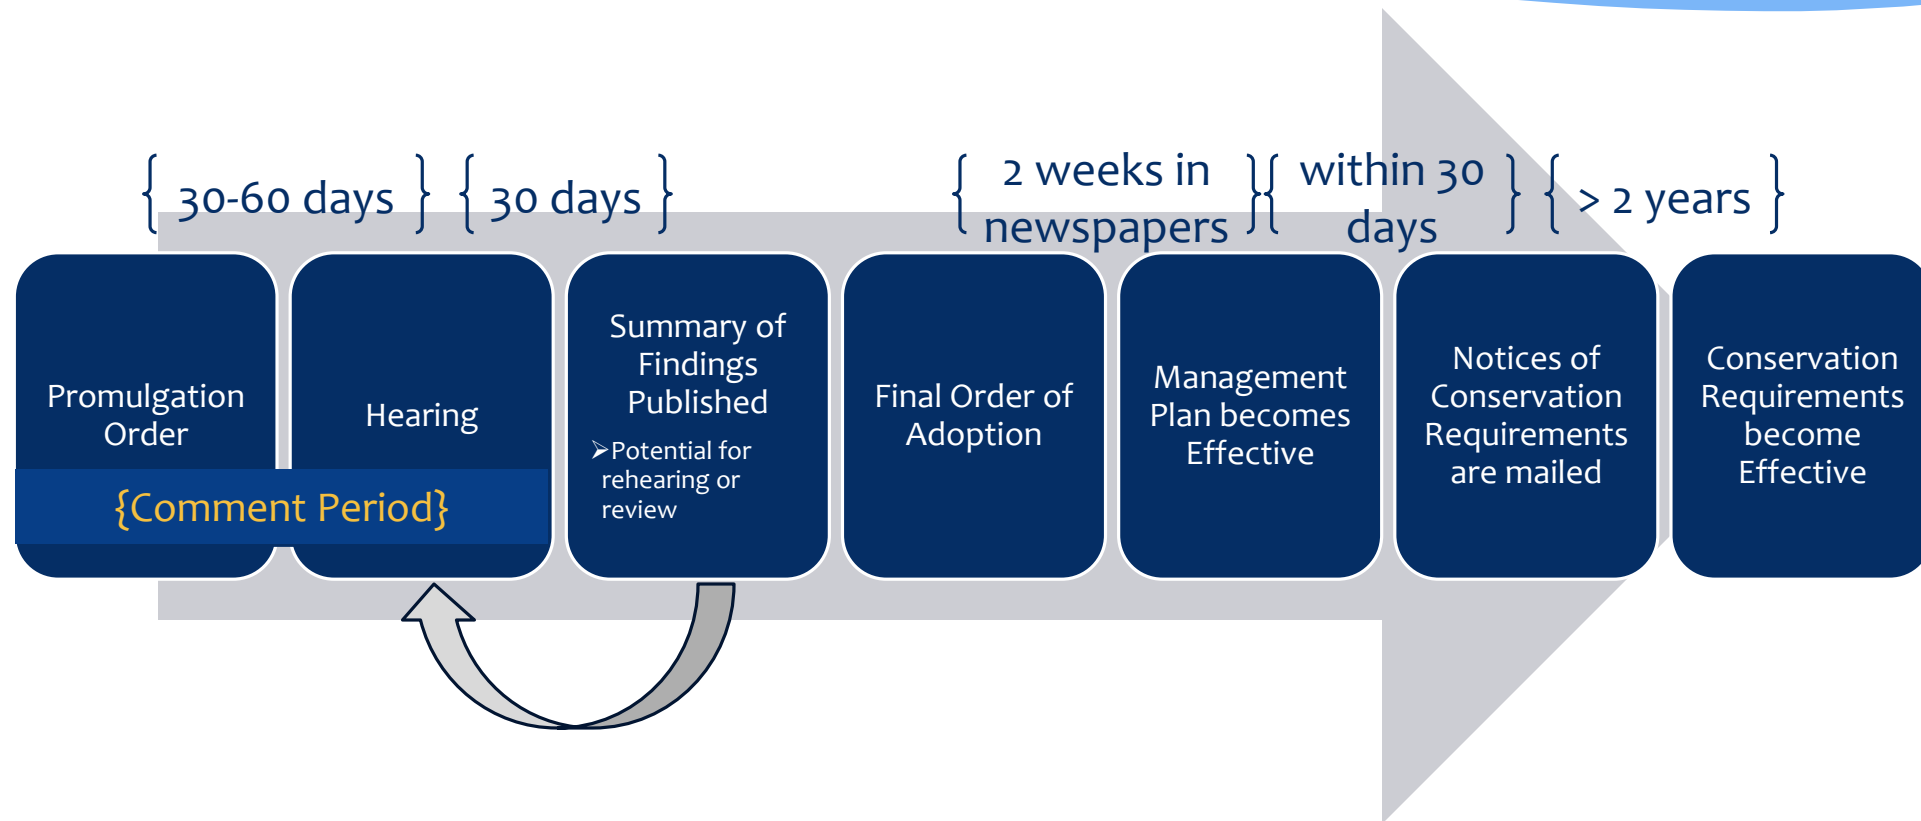 { 30-60 days }
{ 30 days }
{ 2 weeks in
newspapers }
{ within 30
days }
{ > 2 years }
Promulgation
Order
Hearing
{Comment Period}
Summary of
Findings
Published
➢Potential for
rehearing or
review
Final Order of
Adoption
Management
Plan becomes
Effective
Notices of
Conservation
Requirements
are mailed
Conservation
Requirements
become
Effective